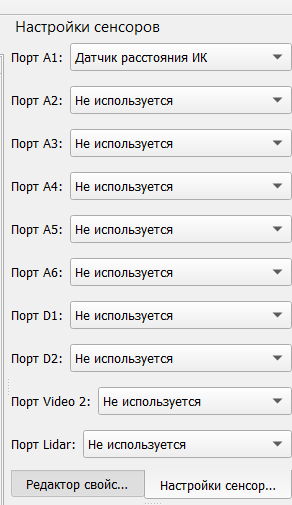 Настройки сенсоров
Порт A1: Датчик расстояния ИК
Порт A2: Не используется
Порт A3: Не используется
Порт A4: Не используется
Порт A5: Не используется
Порт A6: Не используется
Порт D1: Не используется
Порт D2: Не используется
Порт Video 2: Не используется
Порт Lidar: Не используется
Редактор свойс... Настройки сенсор...